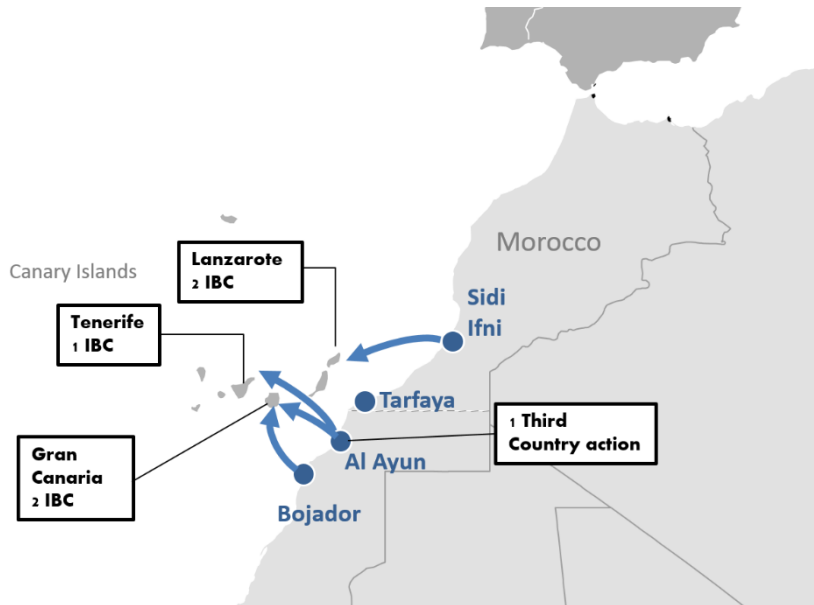 Morocco
Canary Islands
Lanzarote
2 IBC
Sidi
Ifni
Tenerife
1 IBC
Tarfaya
1 Third
Country action
Gran
Canaria
2 IBC
Al Ayun
Bojador